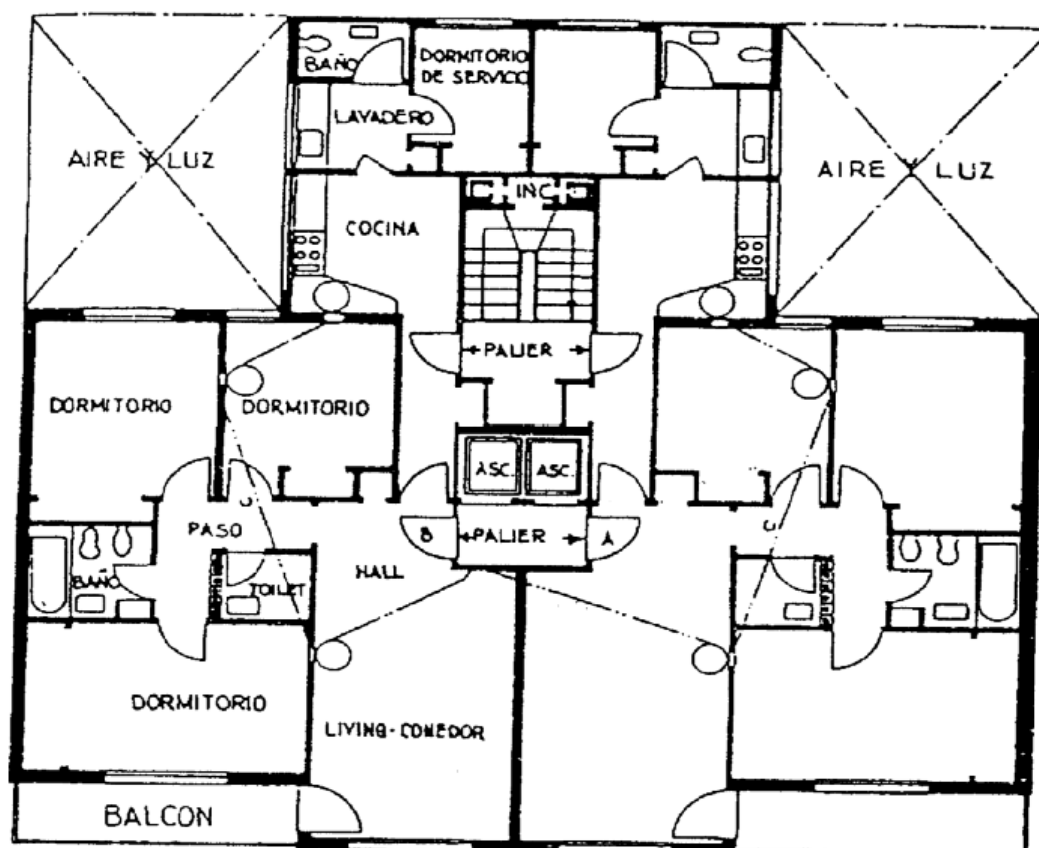 BAÑO
DORMITORIO
DE SERVICIO
LAVADERO
AIRE Y LUZ
AIRE Y LUZ
INC
COCINA
PALIER
DORMITORIO
DORMITORIO
ASC.
ASC.
PASO
C
C
B
PALIER
A
HALL
BAÑO
TOILET
DORMITORIO
LIVING-COMEDOR
BALCON